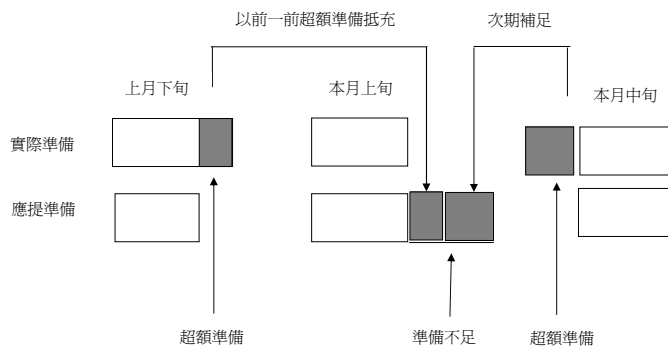 以前一前超額準備抵充
次期補足
上月下旬
本月上旬
本月中旬
實際準備
應提準備
超額準備
準備不足
超額準備